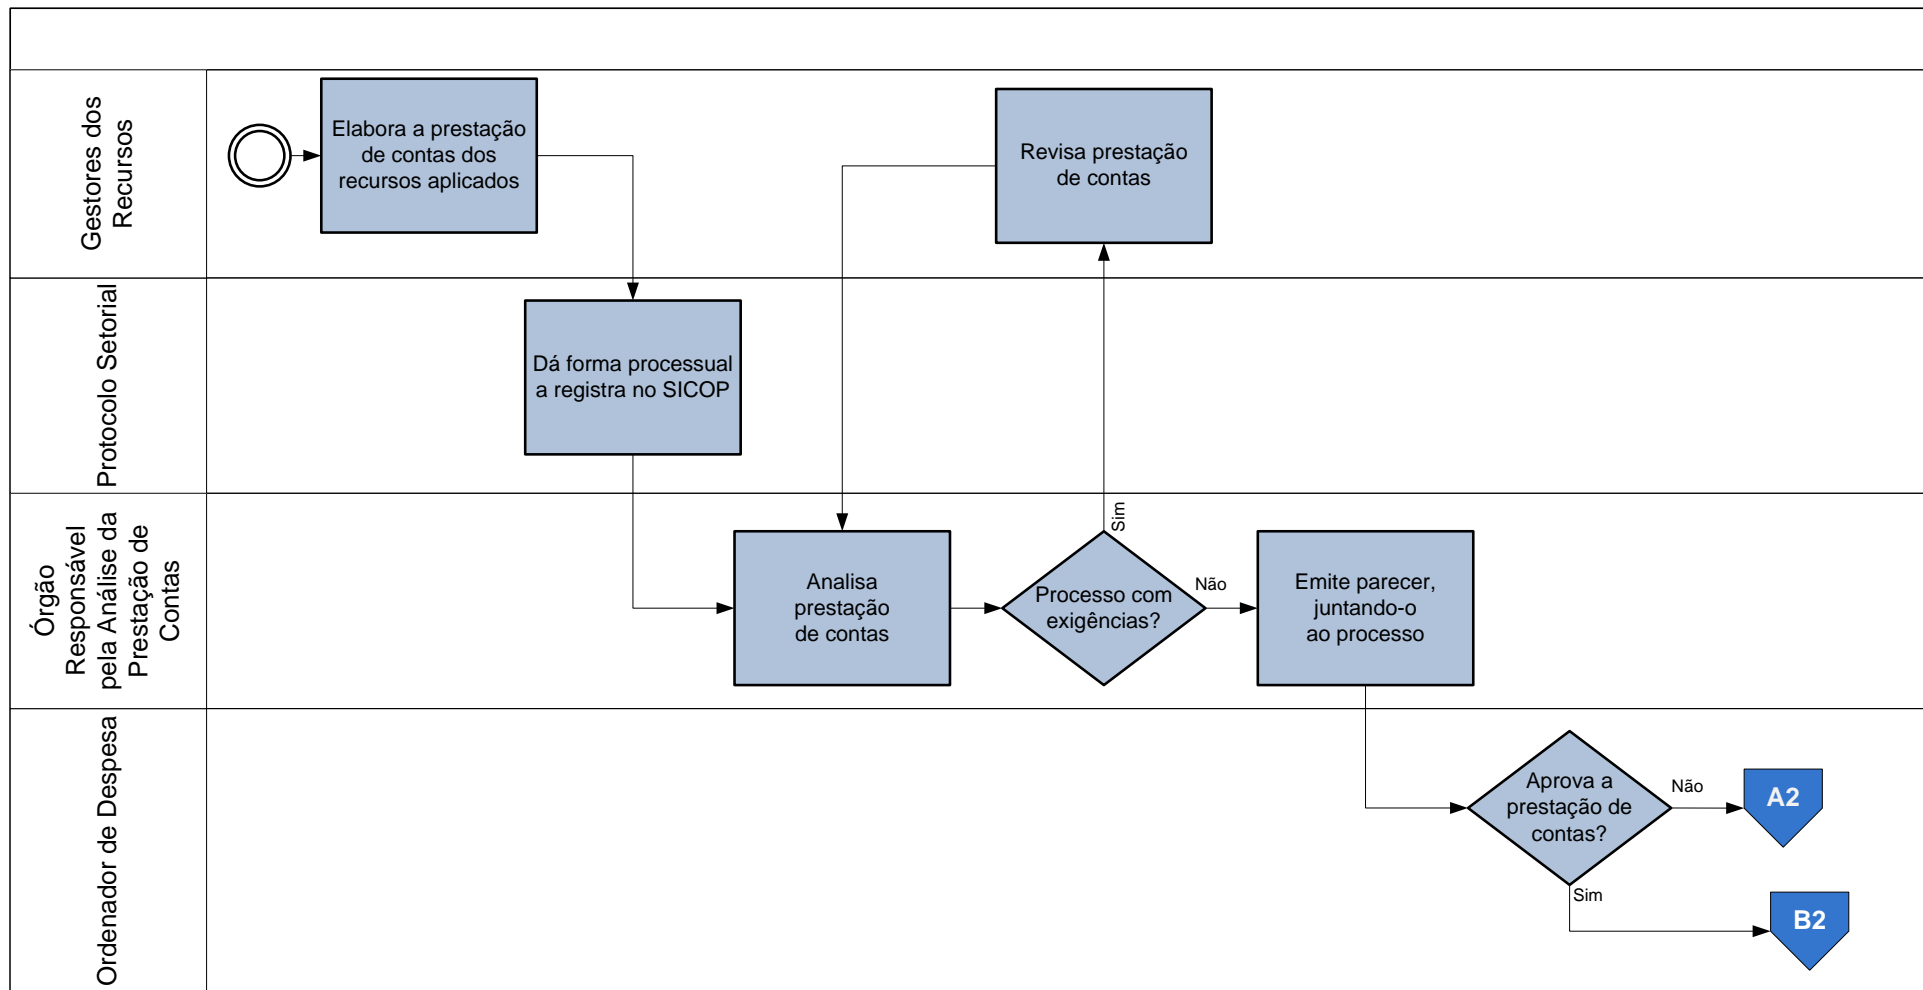 Gestores dos
Recursos
Elabora a prestação
de contas dos
recursos aplicados
Revisa prestação
de contas
Protocolo Setorial
Dá forma processual
a registra no SICOP
Órgão
Responsável
pela Análise da
Prestação de
Contas
Analisa
prestação
de contas
Processo com
exigências?
Sim
Não
Emite parecer,
juntando-o
ao processo
Ordenador de Despesa
Aprova a
prestação de
contas?
Não
A2
Sim
B2